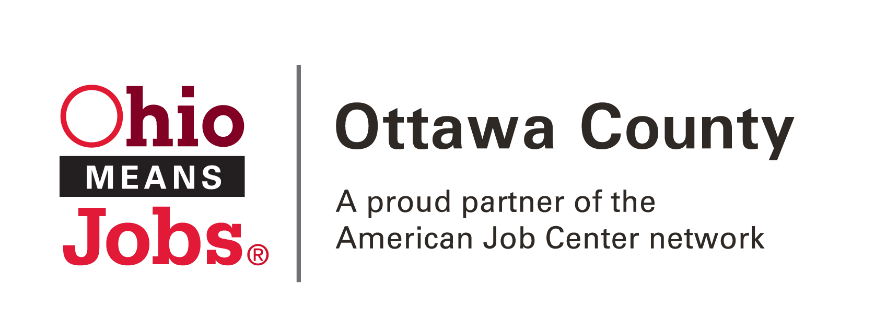 Ohio
MEANS
Jobs®
Ottawa County
A proud partner of the
American Job Center network